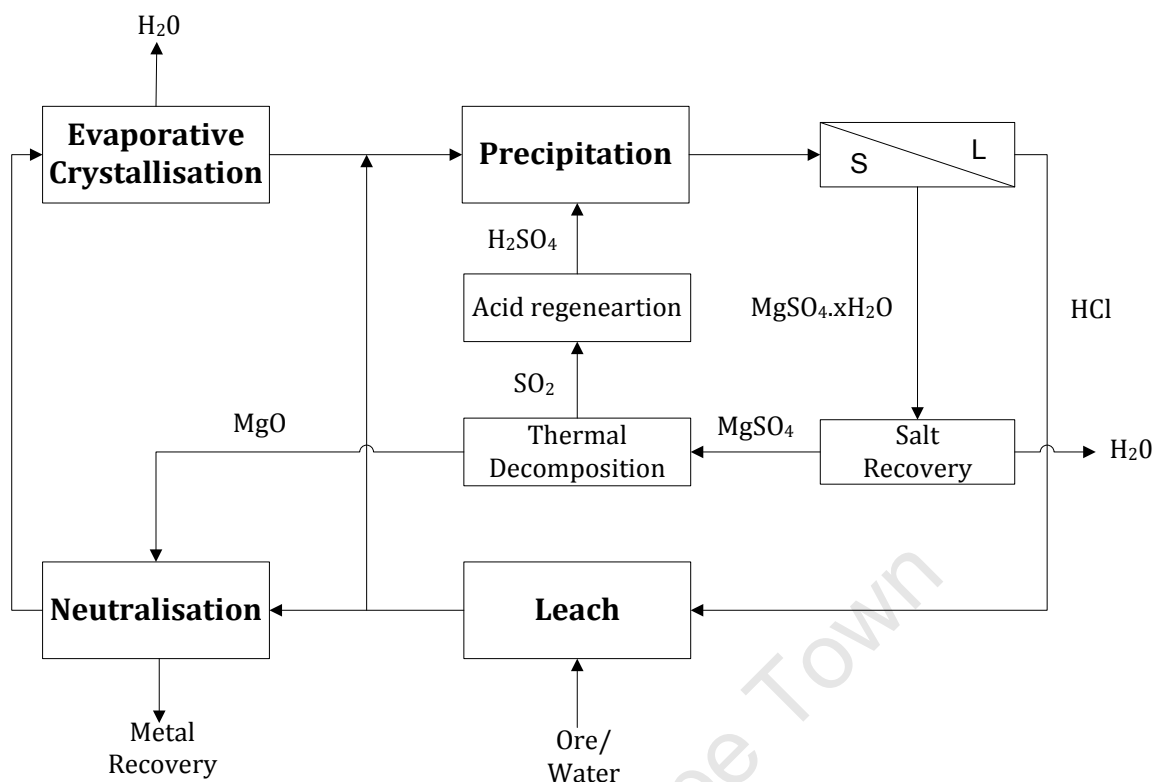 H₂0
Evaporative
Crystallisation
Precipitation
S
L
H₂SO₄
Acid regeneartion
MgSO₄.xH₂O
HCl
SO₂
MgO
Thermal
Decomposition
MgSO₄
Salt
Recovery
H₂0
Neutralisation
Leach
Metal
Recovery
Ore/
Water
Town